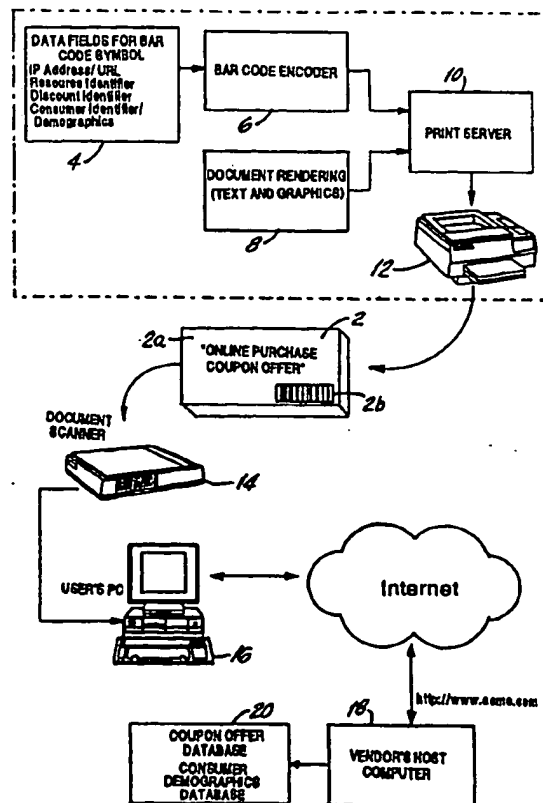 DATA FIELDS FOR BAR
CODE SYMBOL
IP Address/ URL
Resource Identifier
Discount Identifier
Consumer Identifier/
Demographics
4
BAR CODE ENCODER
6
10
PRINT SERVER
DOCUMENT RENDERING
(TEXT AND GRAPHICS)
8
12
2a
2
"ONLINE PURCHASE
COUPON OFFER"
2b
DOCUMENT
SCANNER
14
USER'S PC
16
Internet
http://www.acme.com
20
COUPON OFFER
DATABASE
CONSUMER
DEMOGRAPHICS
DATABASE
18
VENDOR'S HOST
COMPUTER